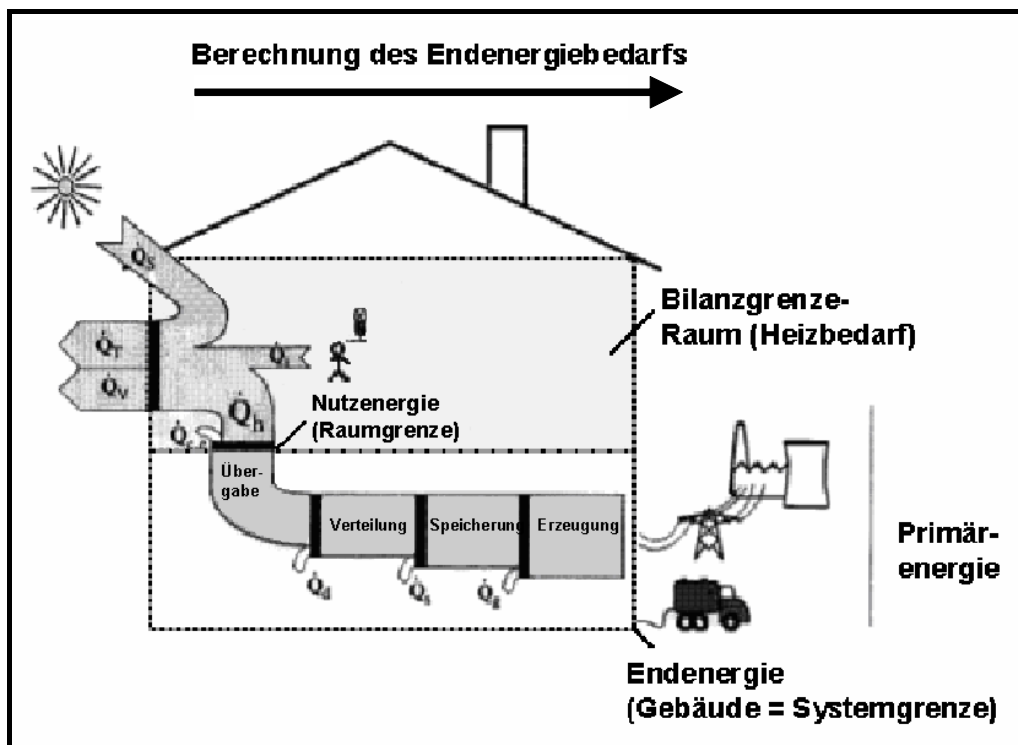 Berechnung des Endenergiebedarfs
Q̇s
Bilanzgrenze-
Raum (Heizbedarf)
Q̇T
Q̇V
Q̇h
Nutzenergie
(Raumgrenze)
Über-
gabe
Verteilung
Speicherung
Erzeugung
Q̇d
Q̇s
Q̇g
Primär-
energie
Endenergie
(Gebäude = Systemgrenze)